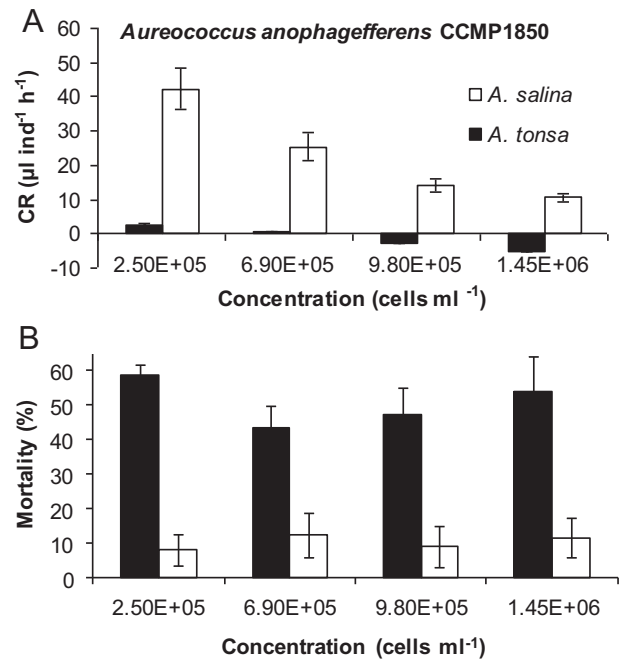 A
Aureococcus anophagefferens CCMP1850
60
50
40
30
20
10
0
-10
CR (µl ind⁻¹ h⁻¹)
A. salina
A. tonsa
2.50E+05 6.90E+05 9.80E+05 1.45E+06
Concentration (cells ml ⁻¹)
B
60
50
40
30
20
10
0
Mortality (%)
2.50E+05 6.90E+05 9.80E+05 1.45E+06
Concentration (cells ml⁻¹)